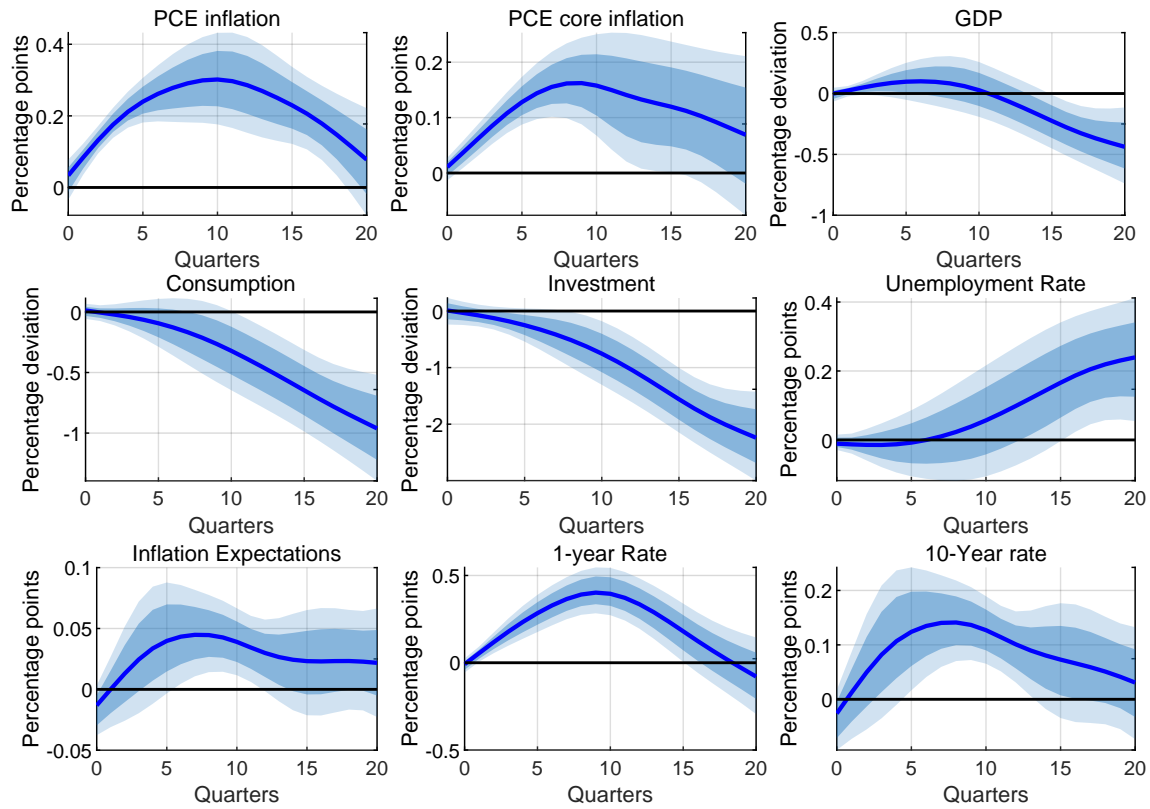 PCE inflation
Percentage points
0.4
0.2
0
0 5 10 15 20
Quarters
PCE core inflation
Percentage points
0.2
0.1
0
0 5 10 15 20
Quarters
GDP
Percentage deviation
0.5
0
-0.5
-1
0 5 10 15 20
Quarters
Consumption
Percentage deviation
0
-0.5
-1
0 5 10 15 20
Quarters
Investment
Percentage deviation
0
-1
-2
0 5 10 15 20
Quarters
Unemployment Rate
Percentage points
0.4
0.2
0
0 5 10 15 20
Quarters
Inflation Expectations
Percentage points
0.1
0.05
0
-0.05
0 5 10 15 20
Quarters
1-year Rate
Percentage points
0.5
0
-0.5
0 5 10 15 20
Quarters
10-Year rate
Percentage points
0.2
0.1
0
0 5 10 15 20
Quarters